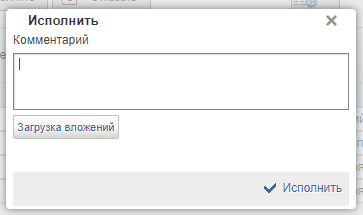 Исполнить
Комментарий
Загрузка вложений
Исполнить